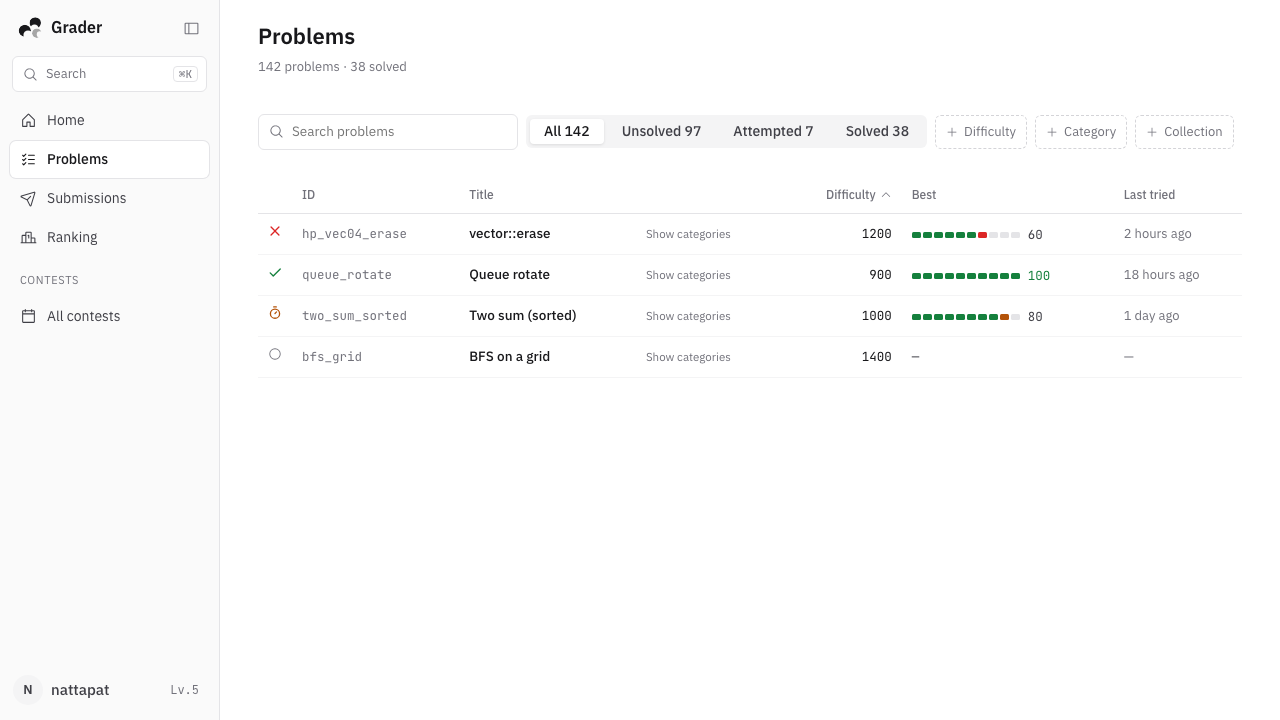 Grader
Search ⌘K
Home
Problems
Submissions
Ranking
CONTESTS
All contests
N nattapat Lv.5
Problems
142 problems · 38 solved
Search problems
All 142 Unsolved 97 Attempted 7 Solved 38
Difficulty Category Collection
ID Title Difficulty Best Last tried
hp_vec04_erase vector::erase Show categories 1200 60 2 hours ago
queue_rotate Queue rotate Show categories 900 100 18 hours ago
two_sum_sorted Two sum (sorted) Show categories 1000 80 1 day ago
bfs_grid BFS on a grid Show categories 1400 — —